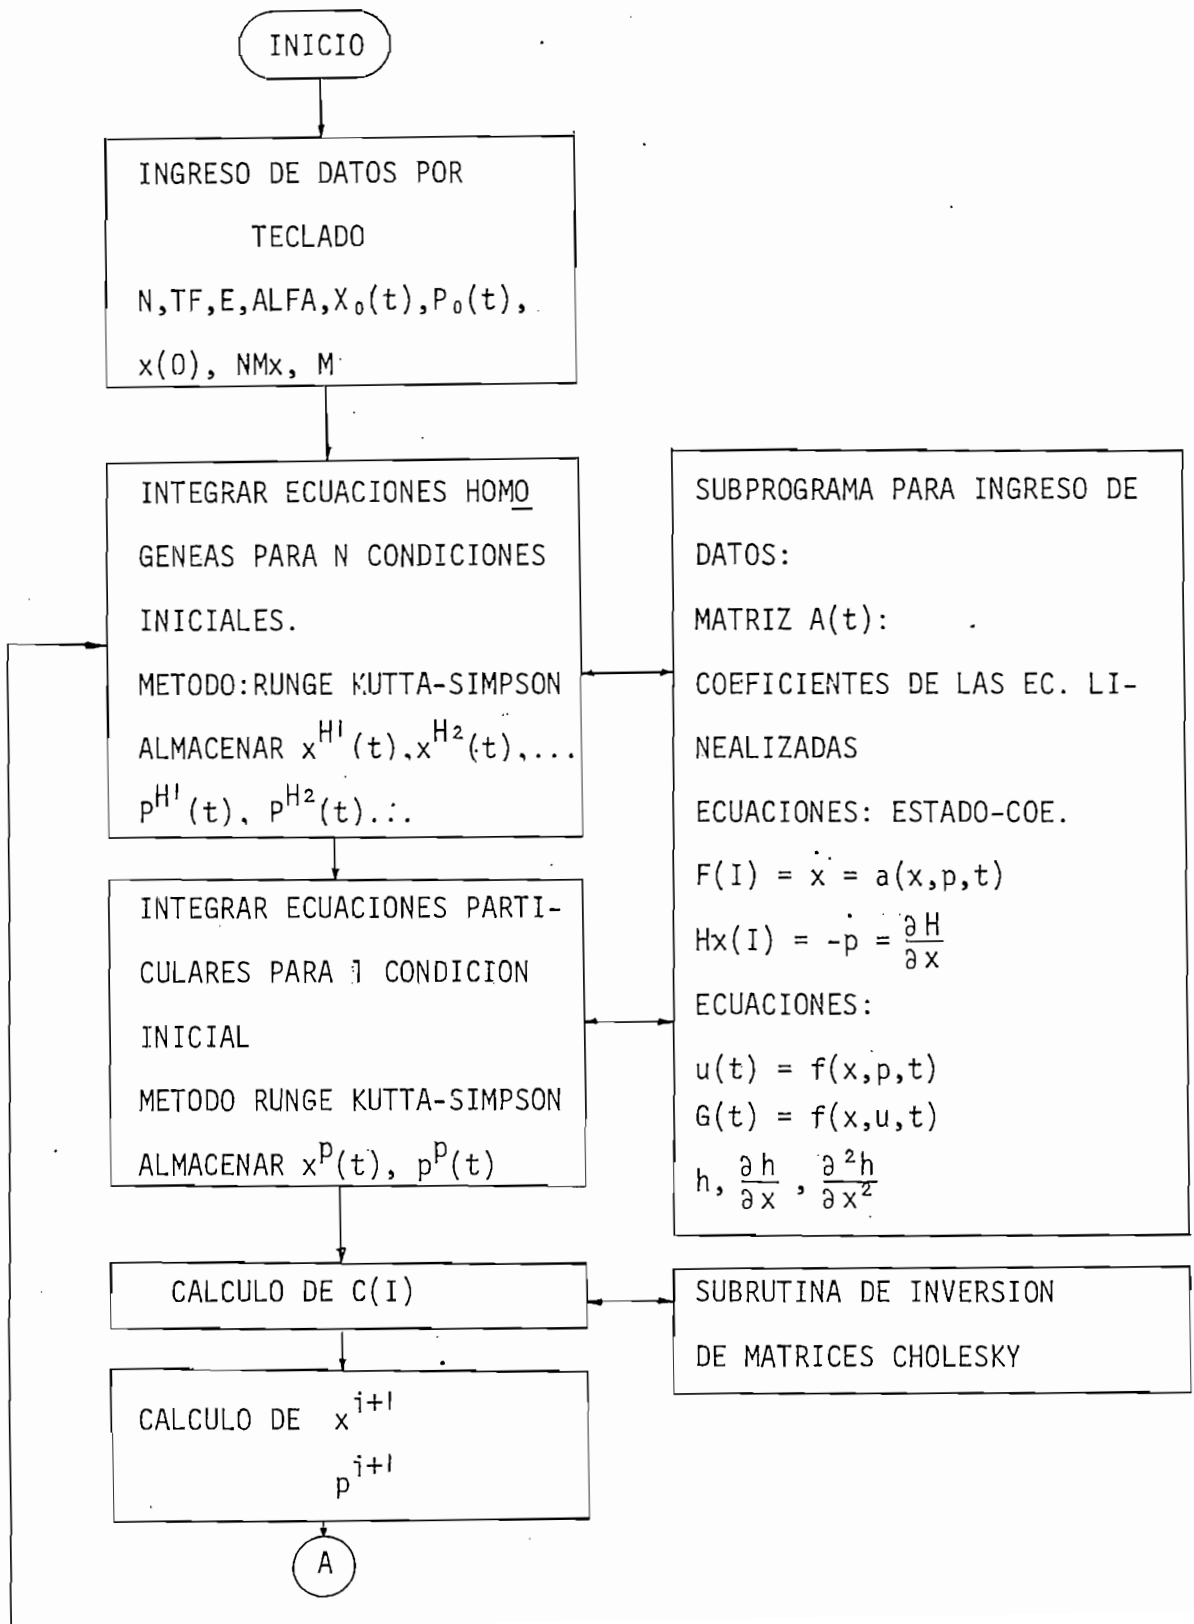 INICIO
INGRESO DE DATOS POR
TECLADO
N,TF,E,ALFA,X₀(t),P₀(t),
x(0), NMx, M
INTEGRAR ECUACIONES HOMO
GENEAS PARA N CONDICIONES
INICIALES.
METODO:RUNGE KUTTA-SIMPSON
ALMACENAR x^H1(t),x^H2(t),...
p^H1(t), p^H2(t)...
INTEGRAR ECUACIONES PARTI-
CULARES PARA 1 CONDICION
INICIAL
METODO RUNGE KUTTA-SIMPSON
ALMACENAR x^p(t), p^p(t)
CALCULO DE C(I)
CALCULO DE x^i+1
p^i+1
A
SUBPROGRAMA PARA INGRESO DE
DATOS:
MATRIZ A(t):
COEFICIENTES DE LAS EC. LI-
NEALIZADAS
ECUACIONES: ESTADO-COE.
F(I) = ẋ = a(x,p,t)
Hx(I) = -ṗ = ∂H/∂x
ECUACIONES:
u(t) = f(x,p,t)
G(t) = f(x,u,t)
h, ∂h/∂x , ∂²h/∂x²
SUBRUTINA DE INVERSION
DE MATRICES CHOLESKY